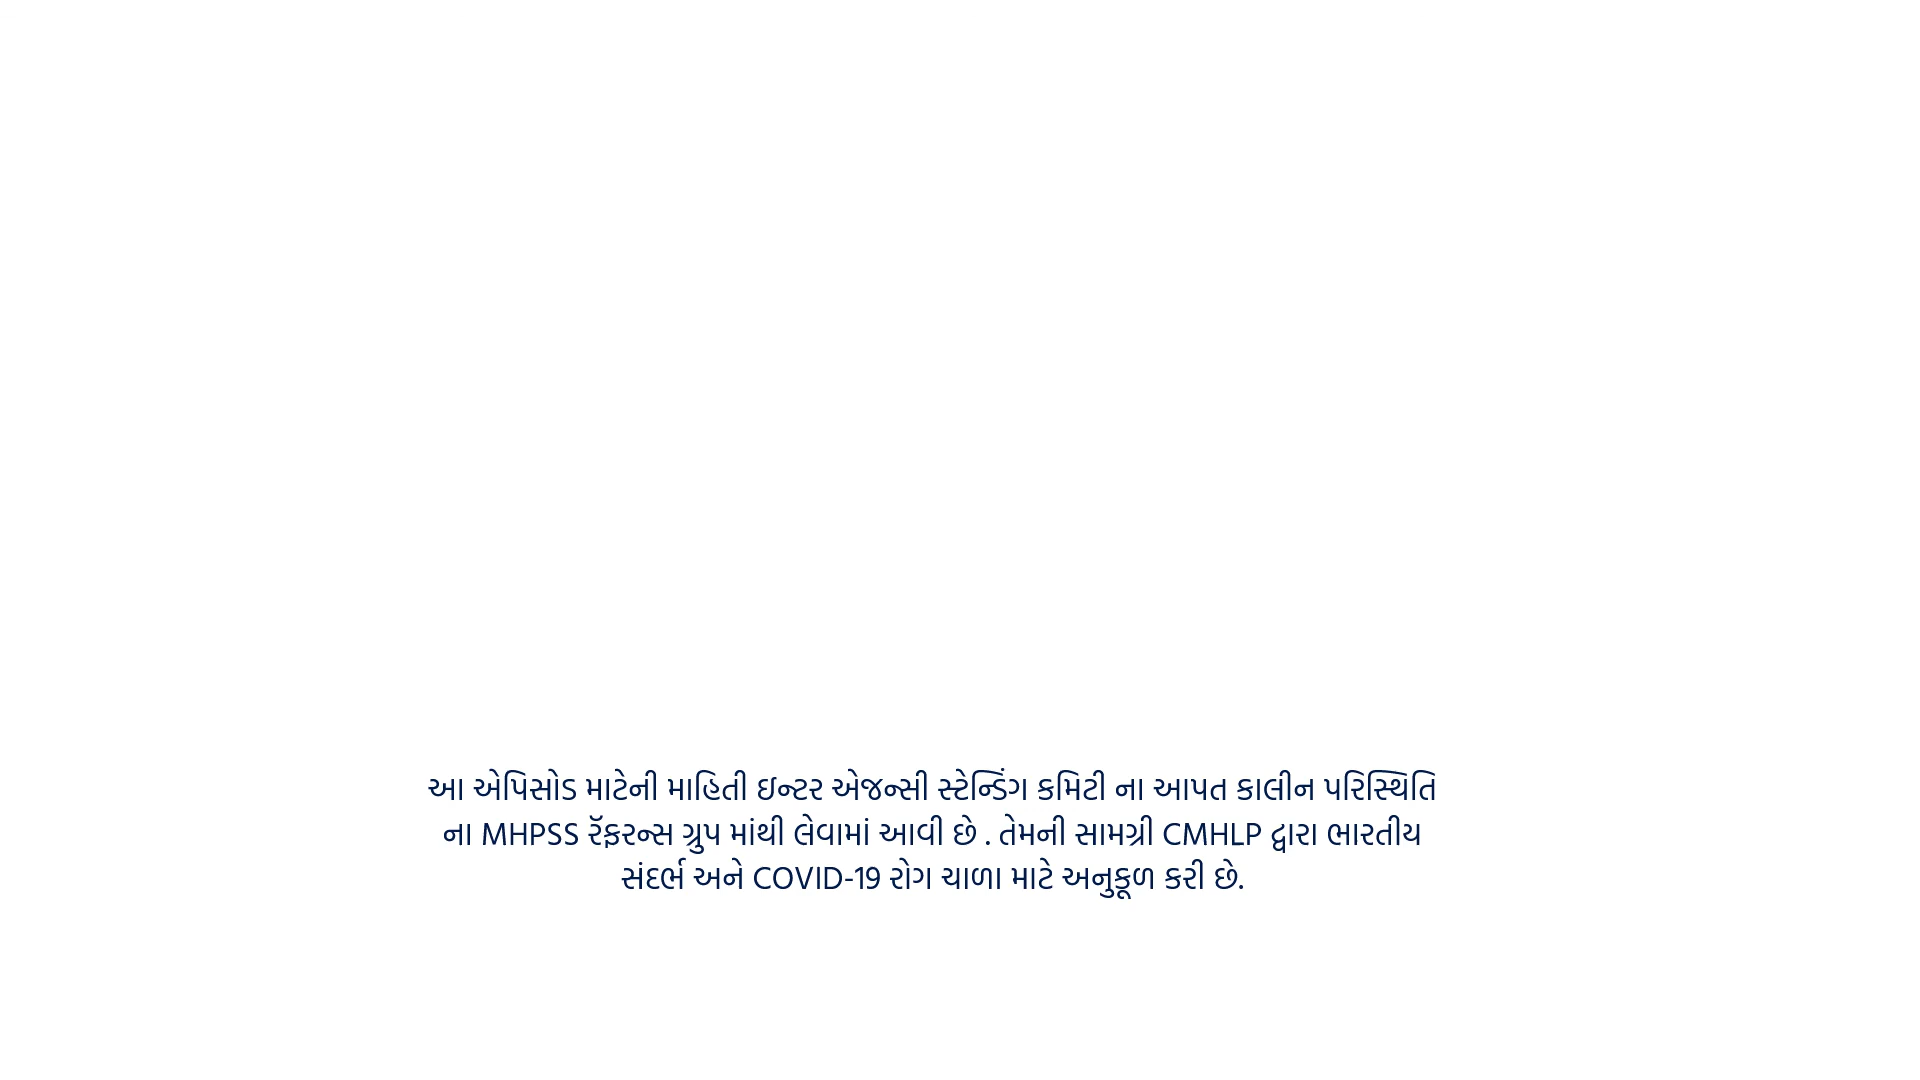 આ એપિસોડ માટેની માહિતી ઇન્ટર એજન્સી સ્ટેન્ડિંગ કમિટી ના આપત કાલીન પરિસ્થિતિ
ના MHPSS રૅફરન્સ ગ્રુપ માંથી લેવામાં આવી છે . તેમની સામગ્રી CMHLP દ્વારા ભારતીય
સંદર્ભ અને COVID-19 રોગ ચાળા માટે અનુકૂળ કરી છે.